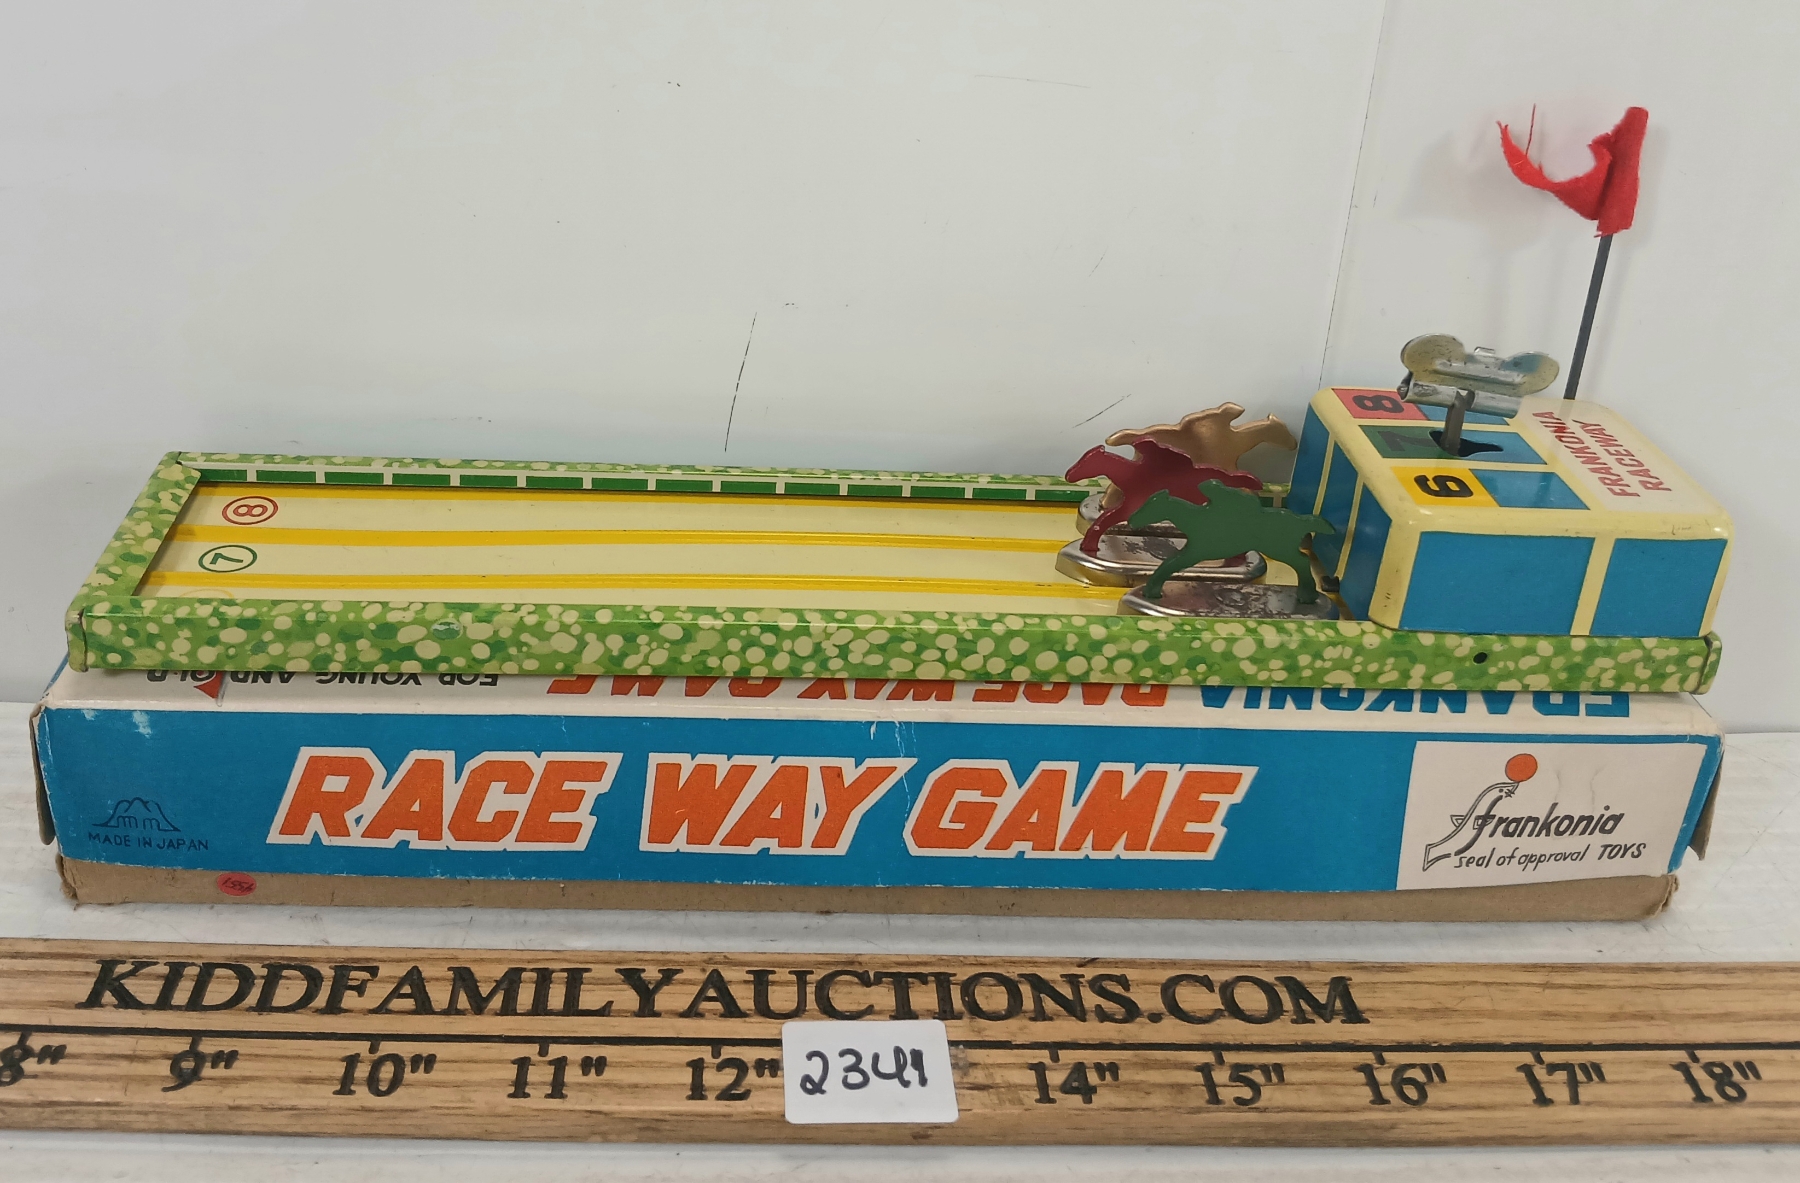 8
7
6
FRANKONIA
RACEWAY
8
7
FRANKONIA RACE WAY GAME FOR YOUNG AND OLD
RACE WAY GAME
MADE IN JAPAN
frankonia
seal of approval TOYS
KIDDFAMILYAUCTIONS.COM
8" 9" 10" 11" 12" 14" 15" 16" 17" 18"